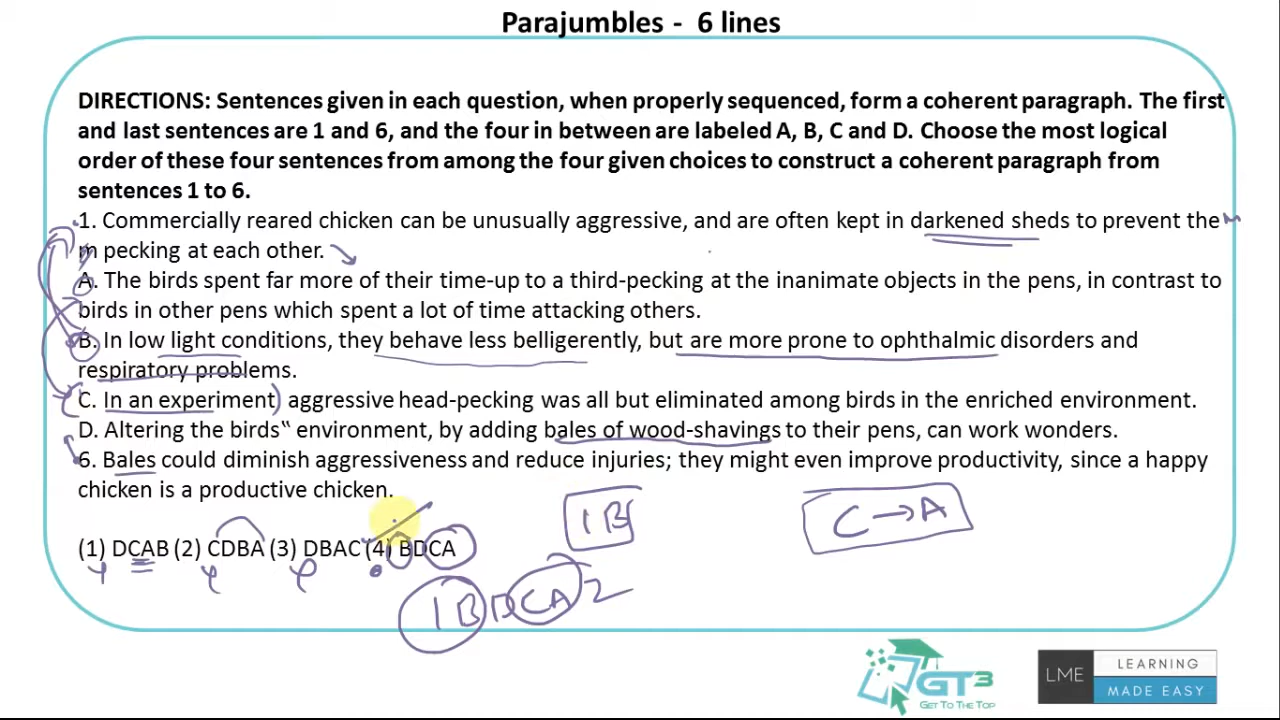 Parajumbles - 6 lines
DIRECTIONS: Sentences given in each question, when properly sequenced, form a coherent paragraph. The first
and last sentences are 1 and 6, and the four in between are labeled A, B, C and D. Choose the most logical
order of these four sentences from among the four given choices to construct a coherent paragraph from
sentences 1 to 6.
1. Commercially reared chicken can be unusually aggressive, and are often kept in darkened sheds to prevent the m
m pecking at each other.
A. The birds spent far more of their time-up to a third-pecking at the inanimate objects in the pens, in contrast to
birds in other pens which spent a lot of time attacking others.
B. In low light conditions, they behave less belligerently, but are more prone to ophthalmic disorders and
respiratory problems.
C. In an experiment) aggressive head-pecking was all but eliminated among birds in the enriched environment.
D. Altering the birds‟ environment, by adding bales of wood-shavings to their pens, can work wonders.
6. Bales could diminish aggressiveness and reduce injuries; they might even improve productivity, since a happy
chicken is a productive chicken.
1B
C → A
(1) DCAB (2) CDBA (3) DBAC (4) BDCA
1B DCA
GT3
GET TO THE TOP
LME LEARNING
MADE EASY